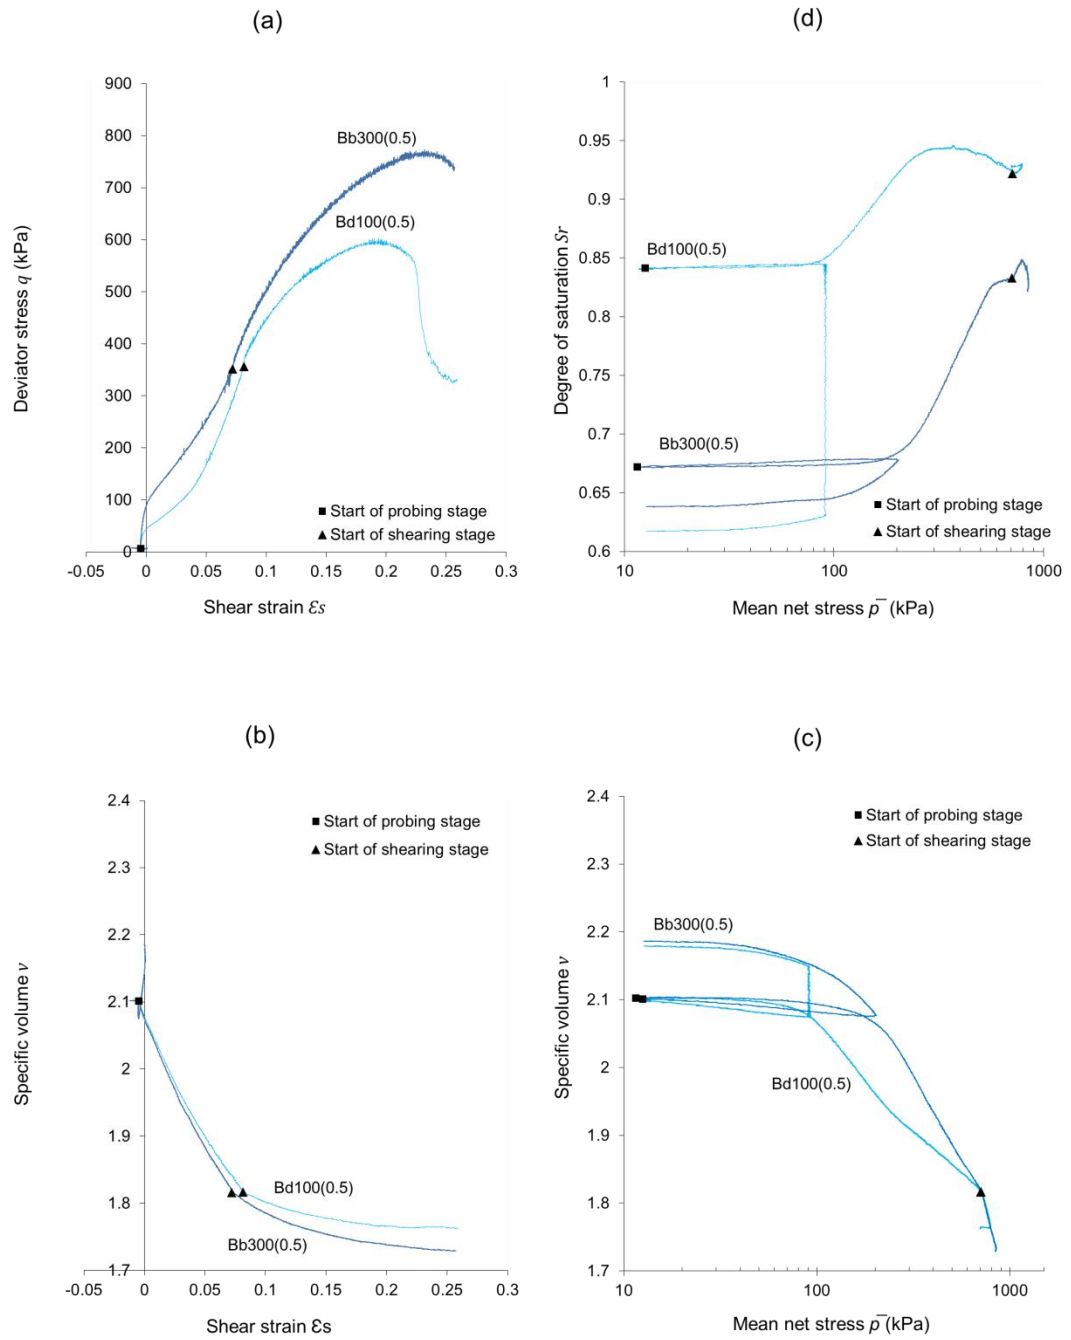 (a)
900
800
700
600
500
400
300
200
100
0
-0.05
0
0.05
0.1
0.15
0.2
0.25
0.3
Deviator stress q (kPa)
Shear strain Ɛs
Bb300(0.5)
Bd100(0.5)
Start of probing stage
Start of shearing stage
(d)
1
0.95
0.9
0.85
0.8
0.75
0.7
0.65
0.6
10
100
1000
Degree of saturation Sr
Mean net stress p̅ (kPa)
Bd100(0.5)
Bb300(0.5)
Start of probing stage
Start of shearing stage
(b)
2.4
2.3
2.2
2.1
2
1.9
1.8
1.7
-0.05
0
0.05
0.1
0.15
0.2
0.25
0.3
Specific volume v
Shear strain Ɛs
Start of probing stage
Start of shearing stage
Bd100(0.5)
Bb300(0.5)
(c)
2.4
2.3
2.2
2.1
2
1.9
1.8
1.7
10
100
1000
Specific volume v
Mean net stress p̅ (kPa)
Start of probing stage
Start of shearing stage
Bb300(0.5)
Bd100(0.5)